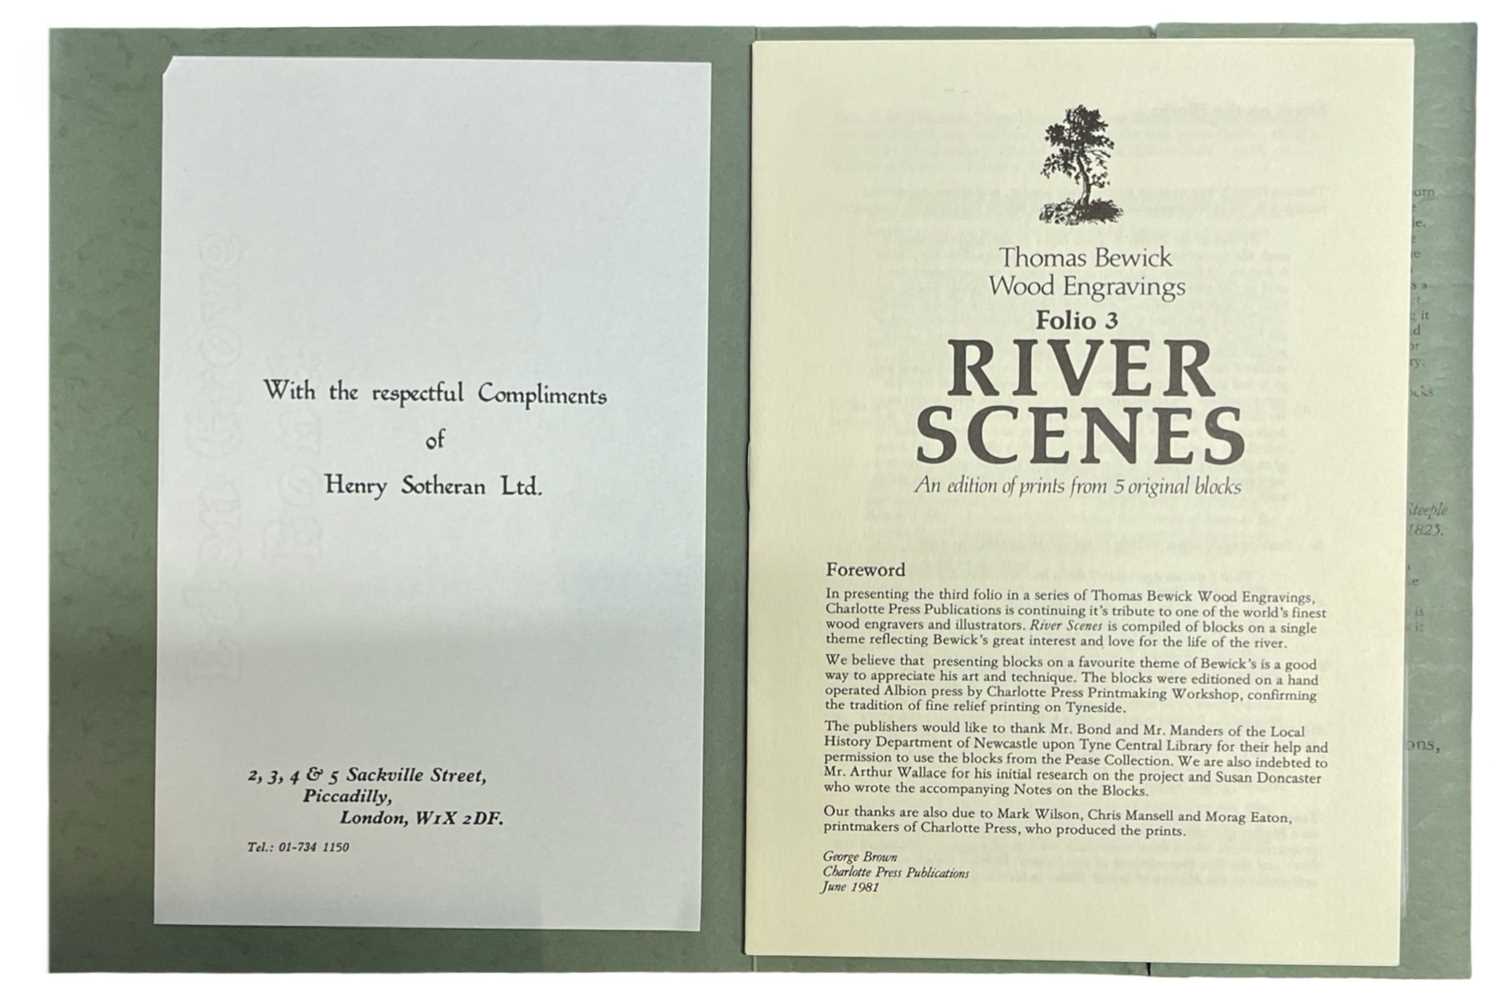 With the respectful Compliments
of
Henry Sotheran Ltd.
2, 3, 4 & 5 Sackville Street,
Piccadilly,
London, W1X 2DF.
Tel.: 01-734 1150
Thomas Bewick
Wood Engravings
Folio 3
RIVER
SCENES
An edition of prints from 5 original blocks
Foreword
In presenting the third folio in a series of Thomas Bewick Wood Engravings,
Charlotte Press Publications is continuing it's tribute to one of the world's finest
wood engravers and illustrators. River Scenes is compiled of blocks on a single
theme reflecting Bewick's great interest and love for the life of the river.
We believe that presenting blocks on a favourite theme of Bewick's is a good
way to appreciate his art and technique. The blocks were editioned on a hand
operated Albion press by Charlotte Press Printmaking Workshop, confirming
the tradition of fine relief printing on Tyneside.
The publishers would like to thank Mr. Bond and Mr. Manders of the Local
History Department of Newcastle upon Tyne Central Library for their help and
permission to use the blocks from the Pease Collection. We are also indebted to
Mr. Arthur Wallace for his initial research on the project and Susan Doncaster
who wrote the accompanying Notes on the Blocks.
Our thanks are also due to Mark Wilson, Chris Mansell and Morag Eaton,
printmakers of Charlotte Press, who produced the prints.
George Brown
Charlotte Press Publications
June 1981
Steeple
1825.
ons,